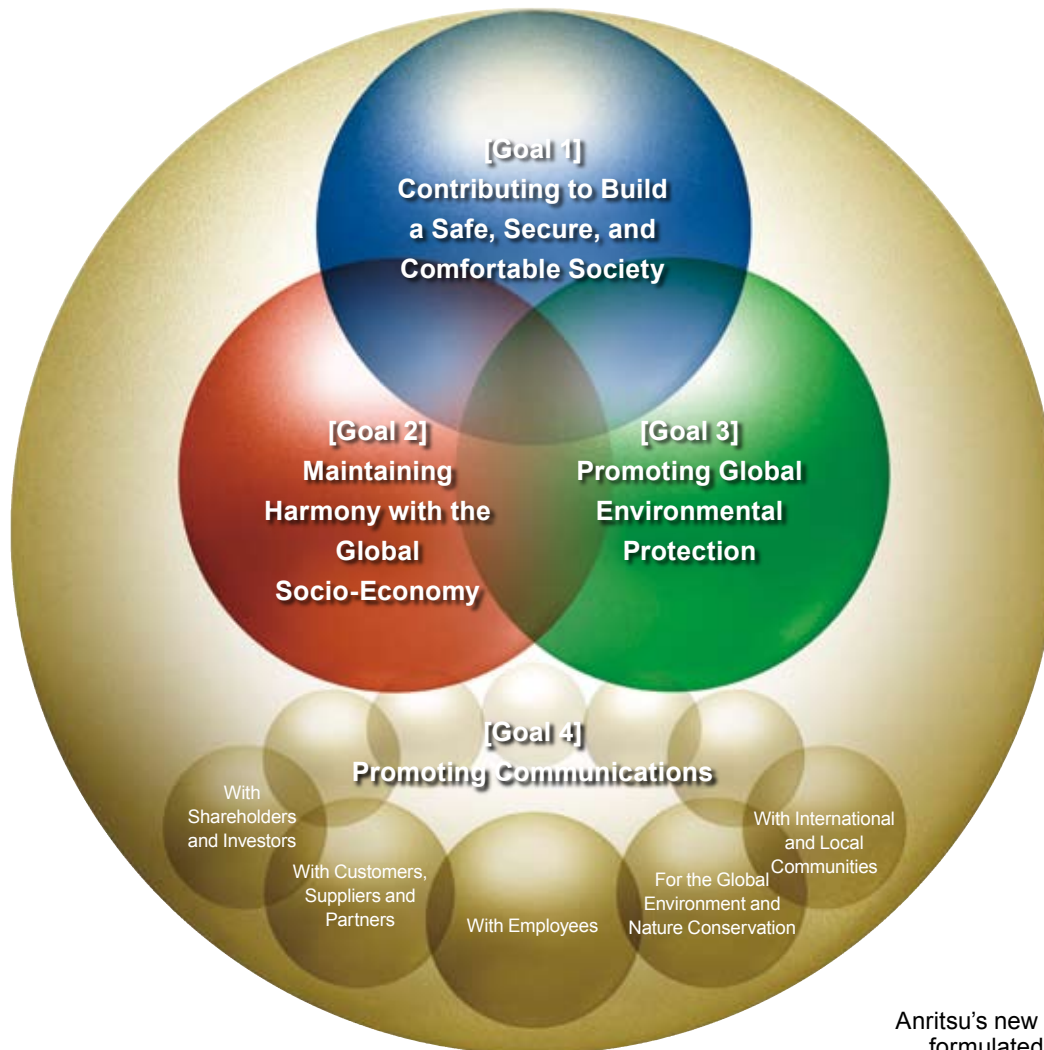 [Goal 1]
Contributing to Build
a Safe, Secure, and
Comfortable Society
[Goal 2]
Maintaining
Harmony with the
Global
Socio-Economy
[Goal 3]
Promoting Global
Environmental
Protection
[Goal 4]
Promoting Communications
With
Shareholders
and Investors
With Customers,
Suppliers and
Partners
With Employees
For the Global
Environment and
Nature Conservation
With International
and Local
Communities
Anritsu’s new
formulated